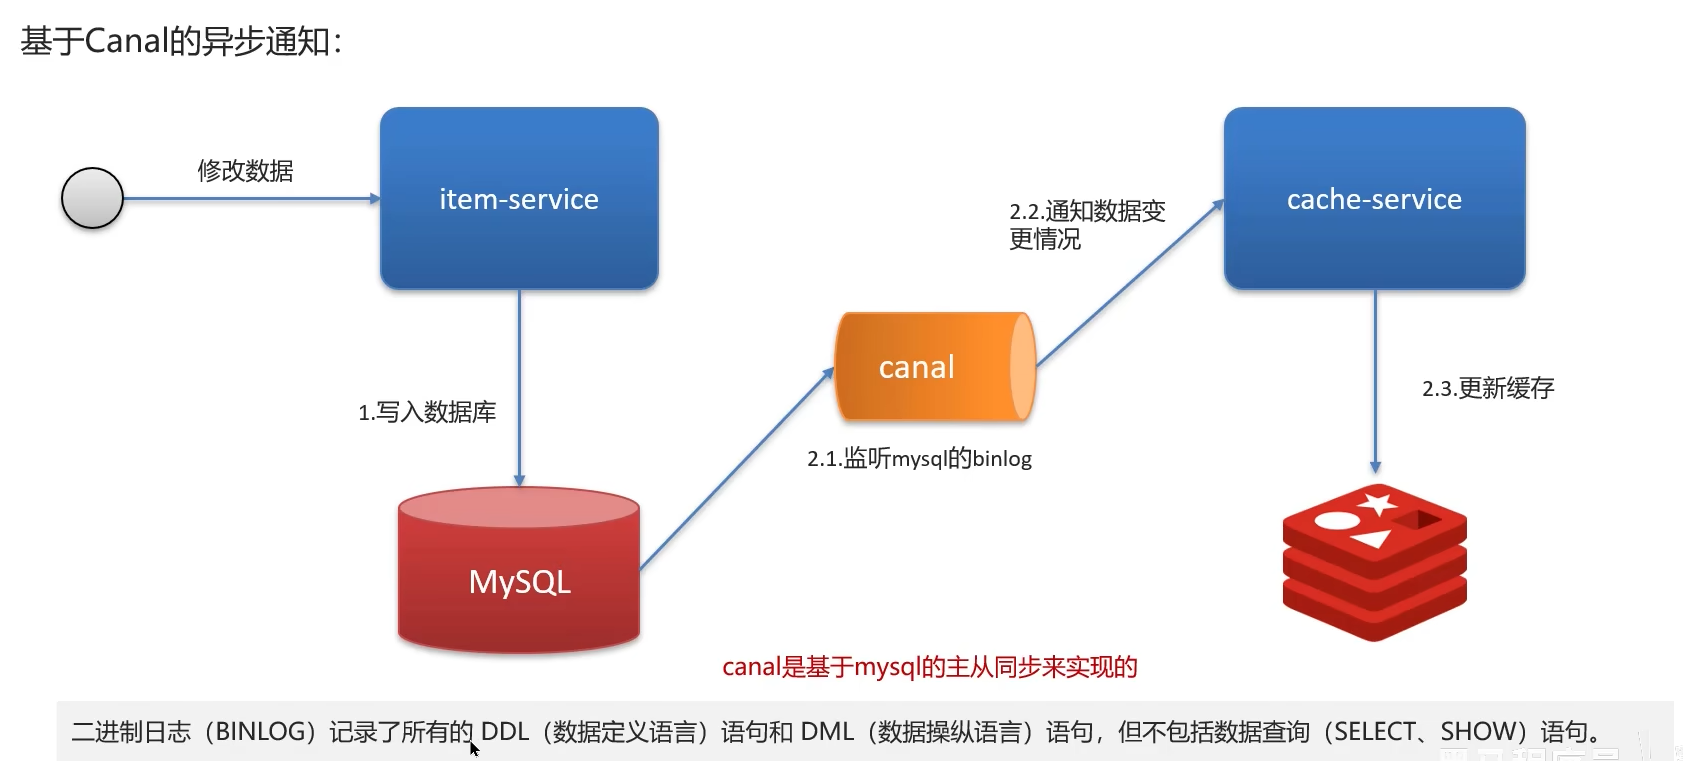 基于Canal的异步通知：
修改数据
item-service
cache-service
2.2.通知数据变
更情况
canal
2.3.更新缓存
1.写入数据库
2.1.监听mysql的binlog
MySQL
canal是基于mysql的主从同步来实现的
二进制日志（BINLOG）记录了所有的 DDL（数据定义语言）语句和 DML（数据操纵语言）语句，但不包括数据查询（SELECT、SHOW）语句。